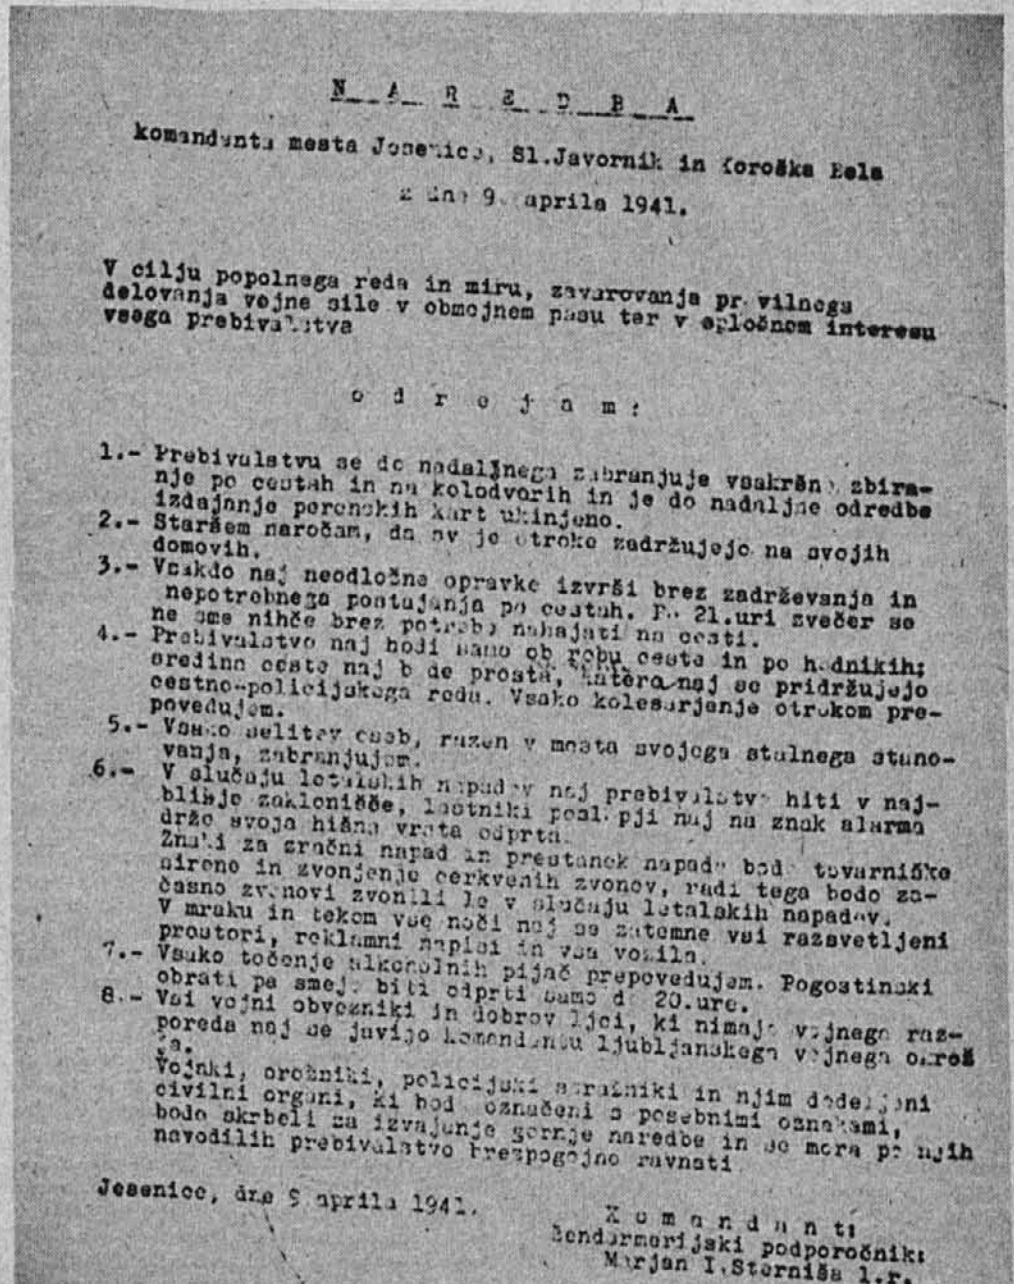 N A R E D B A
komandanta mesta Jesenice, Sl.Javornik in Koroška Bela
z dne 9. aprila 1941.
V cilju popolnega reda in miru, zavarovanja pravilnega
delovanja vojne sile v obmejnem pasu ter v splošnem interesu
vsega prebivalstva
o d r e j a m :
1.- Prebivalstvu se do nadaljnega zabranjuje vsakršno zbira-
nje po cestah in na kolodvorih in je do nadaljne odredbe
izdajanje peronskih kart ukinjeno.
2.- Staršem naročam, da svoje otroke zadržujejo na svojih
domovih.
3.- Vsakdo naj neodložne opravke izvrši brez zadrževanja in
nepotrebnega postajanja po cestah. Po 21.uri zvečer se
ne sme nihče brez potrebe nahajati na cesti.
4.- Prebivalstvo naj hodi samo ob robu ceste in po hodnikih;
sredina ceste naj bode prosta, katera naj se pridržujejo
cestno-policijskega reda. Vsako kolesarjenje otrokom pre-
povedujem.
5.- Vsako selitev oseb, razen v mesta svojega stalnega stano-
vanja, zabranjujem.
6.- V slučaju letalskih napadov naj prebivalstvo hiti v naj-
bližje zaklonišče, lastniki poslopji naj na znak alarma
drže svoja hišna vrata odprta.
Znaki za zračni napad in prestanek napada bodo tovarniške
sirene in zvonjenje cerkvenih zvonov, radi tega bodo za-
časno zvonovi zvonili le v slučaju letalskih napadov.
V mraku in tekom vse noči naj se zatemne vsi razsvetljeni
prostori, reklamni napisi in vsa vozila.
7.- Vsako točenje alkoholnih pijač prepovedujem. Pogostinski
obrati pa smejo biti odprti samo do 20.ure.
8.- Vsi vojni obvezniki in dobrovoljci, ki nimajo vojnega raz-
poreda naj se javijo komandantu ljubljanskega vojnega okrož
ža.
Vojaki, orožniki, policijski stražniki in njim dodeljeni
civilni organi, ki bodo označeni s posebnimi oznakami,
bodo skrbeli za izvajanje gornje naredbe in se mora po njih
navodilih prebivalstvo brezpogojno ravnati
Jesenice, dne 9 aprila 1941.
K o m a n d a n t :
Žendarmerijski podporočnik:
Marjan I.Sterniša l.r.